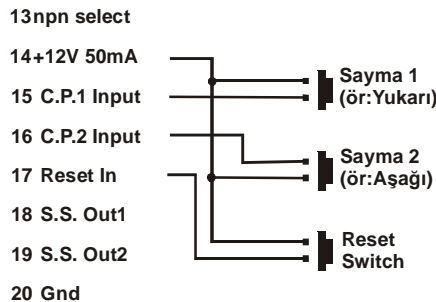 13npn select
14+12V 50mA
15 C.P.1 Input
16 C.P.2 Input
17 Reset In
18 S.S. Out1
19 S.S. Out2
20 Gnd
Sayma 1
(ör:Yukarı)
Sayma 2
(ör:Aşağı)
Reset
Switch